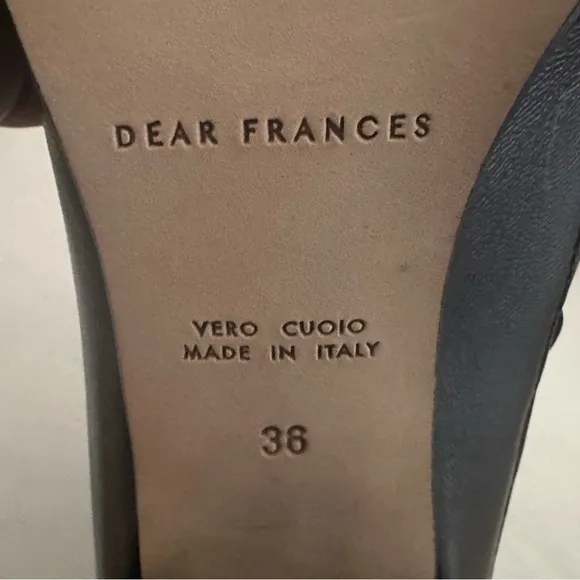 DEAR FRANCES
VERO CUOIO
MADE IN ITALY
36